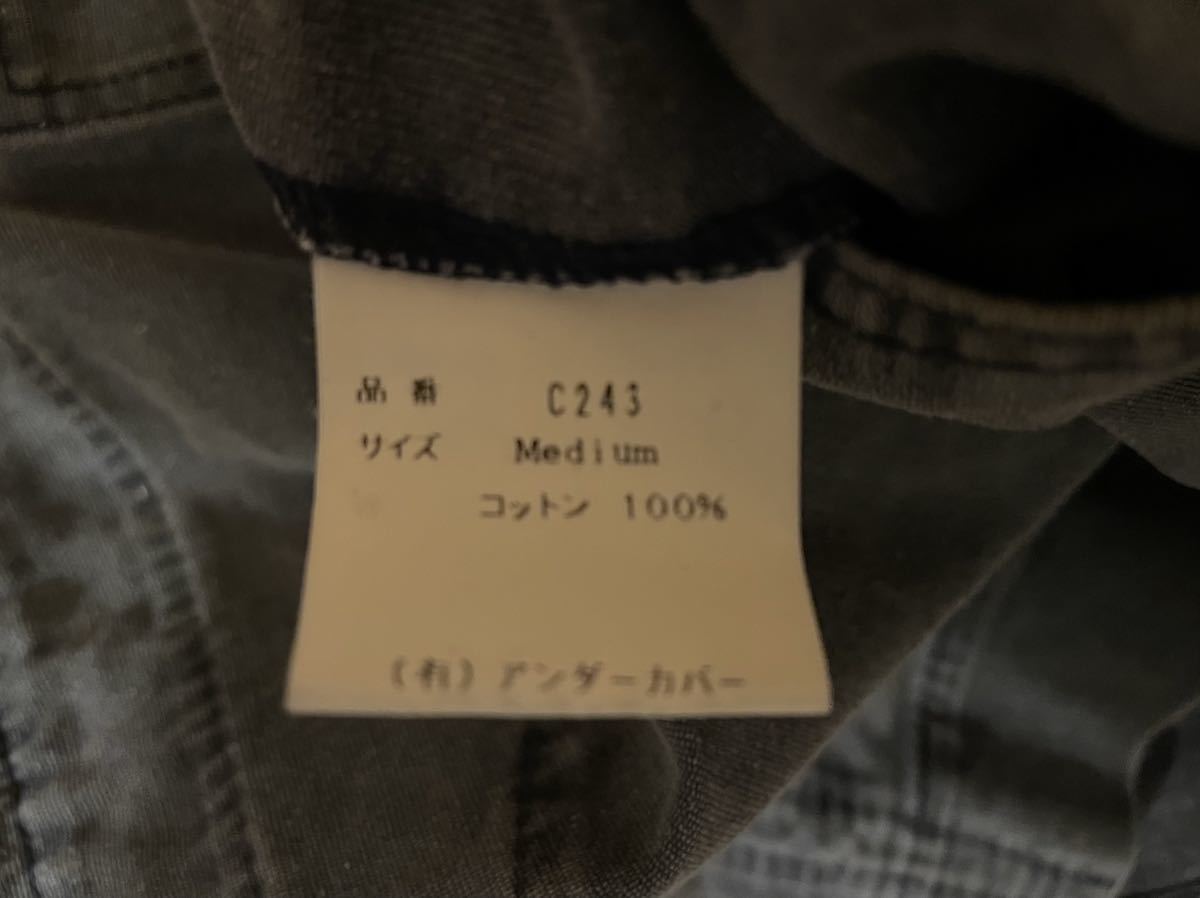 品番 C243
サイズ Medium
コットン 100%
(有) アンダーカバー